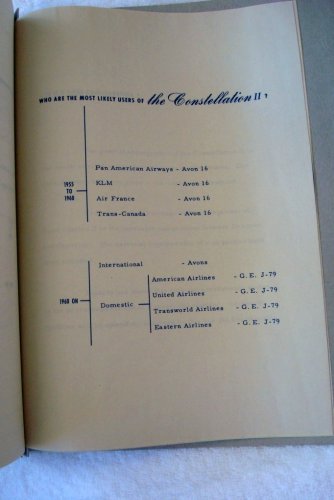 WHO ARE THE MOST LIKELY USERS OF the Constellation II ?
Pan American Airways - Avon 16
1955 TO 1960
KLM - Avon 16
Air France - Avon 16
Trans-Canada - Avon 16
International - Avons
American Airlines - G. E. J-79
United Airlines - G. E. J-79
1960 ON
Domestic
Transworld Airlines - G. E. J-79
Eastern Airlines - G. E. J-79